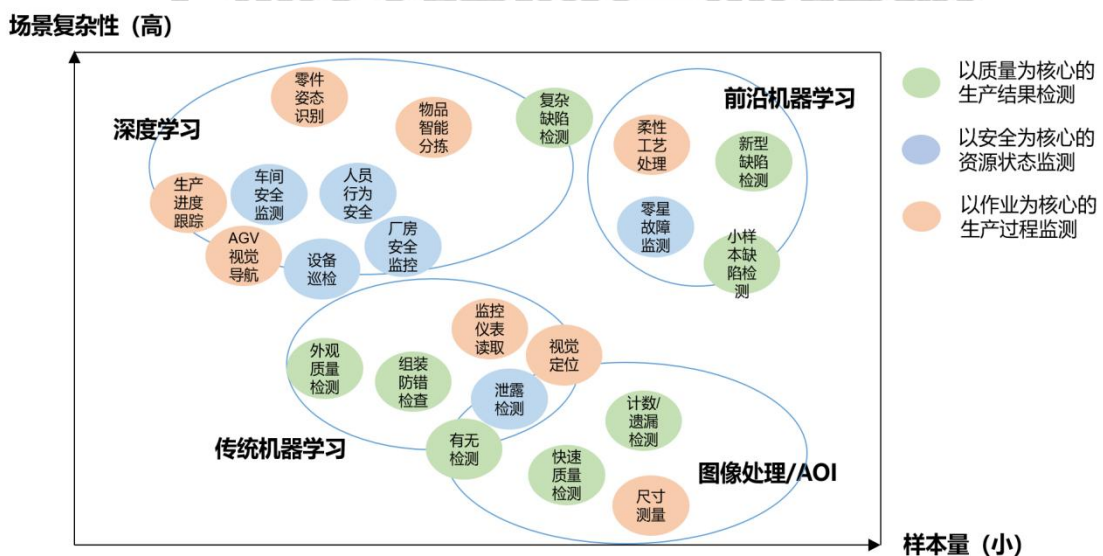 场景复杂性（高）
深度学习
零件
姿态
识别
物品
智能
分拣
复杂
缺陷
检测
生产
进度
跟踪
车间
安全
监测
人员
行为
安全
AGV
视觉
导航
设备
巡检
厂房
安全
监控
前沿机器学习
柔性
工艺
处理
新型
缺陷
检测
零星
故障
监测
小样
本缺
陷检
测
监控
仪表
读取
视觉
定位
外观
质量
检测
组装
防错
检查
泄露
检测
有无
检测
传统机器学习
计数/
遗漏
检测
快速
质量
检测
尺寸
测量
图像处理/AOI
样本量（小）
以质量为核心的
生产结果检测
以安全为核心的
资源状态监测
以作业为核心的
生产过程监测